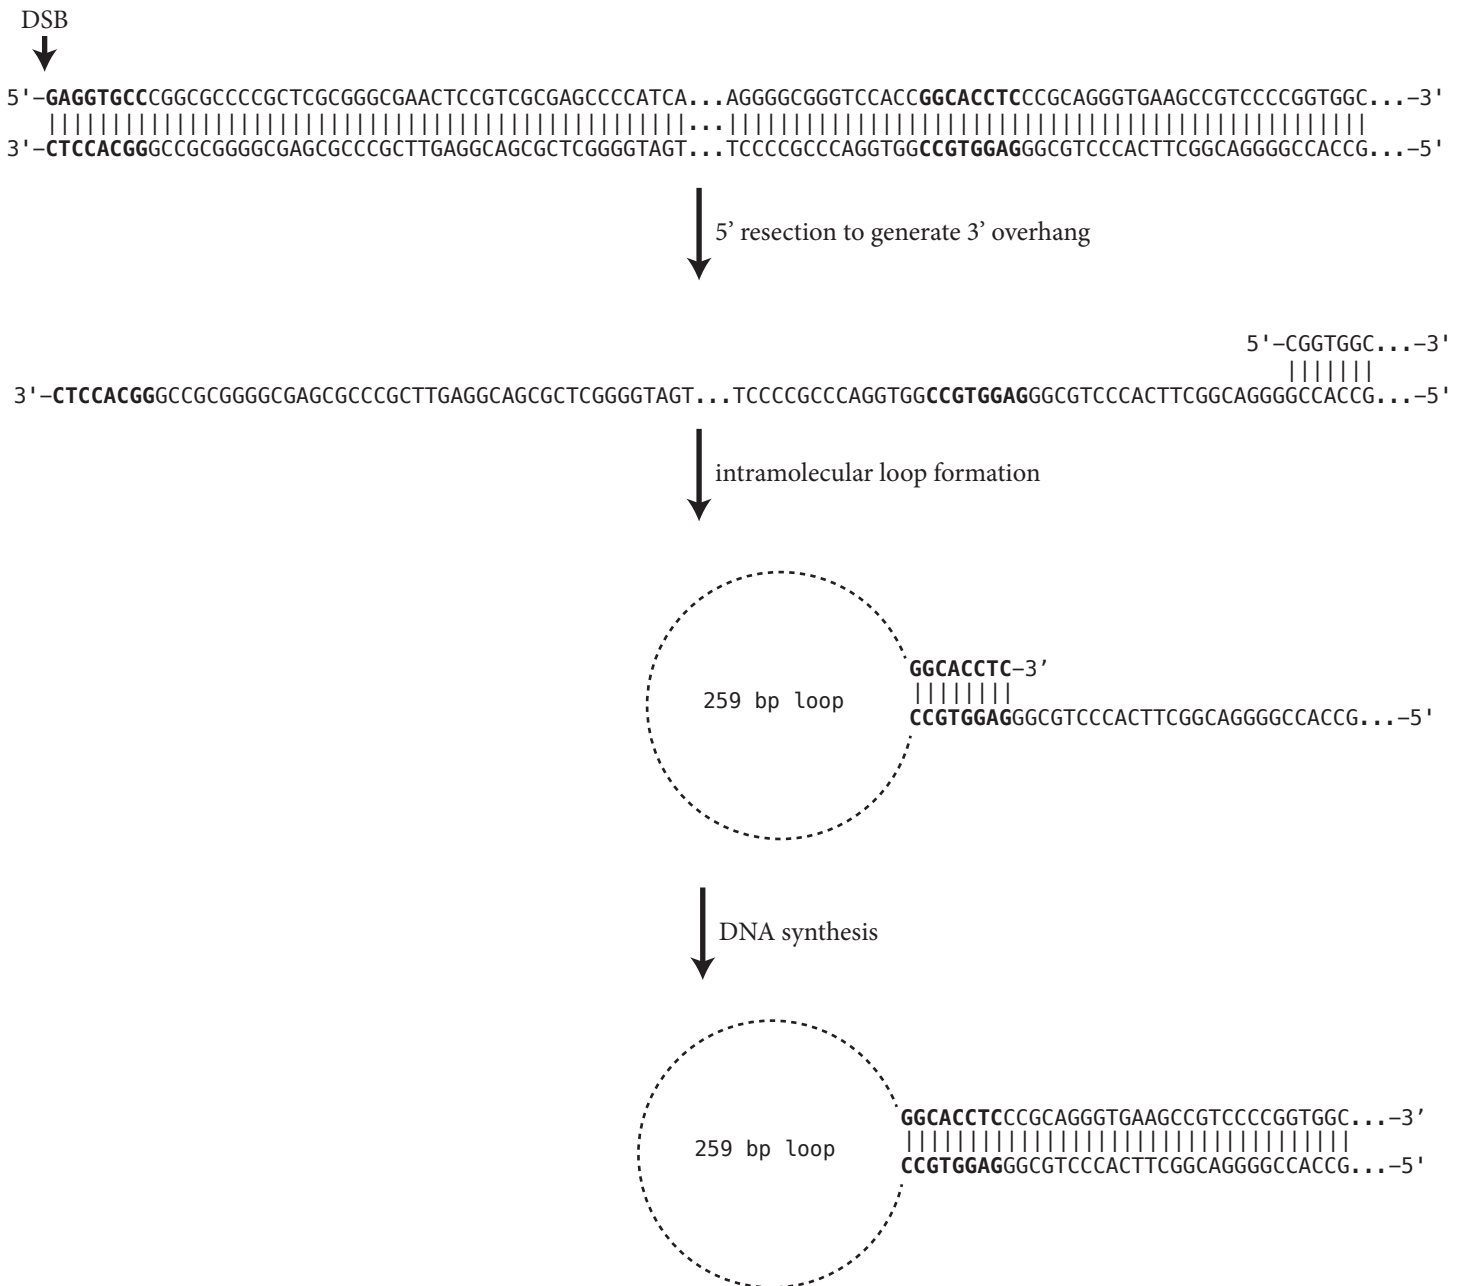 DSB
5'–GAGGTGCCCGGCGCCCCGCTCGCGGGCGAACTCCGTCGCGAGCCCCATCA...AGGGGCGGGTCCACCGGCACCTCCCGCAGGGTGAAGCCGTCCCCGGTGGC...–3'
3'–CTCCACGGGCCGCGGGGCGAGCGCCCGCTTGAGGCAGCGCTCGGGGTAGT...TCCCCGCCCAGGTGGCCGTGGAGGGCGTCCCACTTCGGCAGGGGCCACCG...–5'
5’ resection to generate 3’ overhang
5'–CGGTGGC...–3'
3'–CTCCACGGGCCGCGGGGCGAGCGCCCGCTTGAGGCAGCGCTCGGGGTAGT...TCCCCGCCCAGGTGGCCGTGGAGGGCGTCCCACTTCGGCAGGGGCCACCG...–5'
intramolecular loop formation
GGCACCTC–3’
259 bp loop
CCGTGGAGGGCGTCCCACTTCGGCAGGGGCCACCG...–5'
DNA synthesis
GGCACCTCCCGCAGGGTGAAGCCGTCCCCGGTGGC...–3’
259 bp loop
CCGTGGAGGGCGTCCCACTTCGGCAGGGGCCACCG...–5'